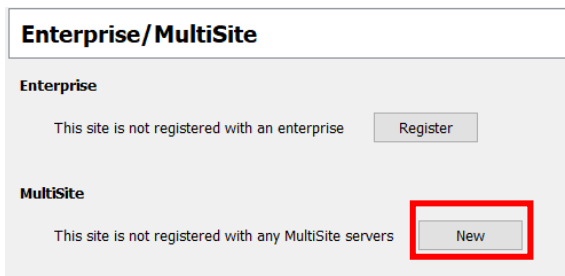 Enterprise/MultiSite
Enterprise
This site is not registered with an enterprise Register
MultiSite
This site is not registered with any MultiSite servers New